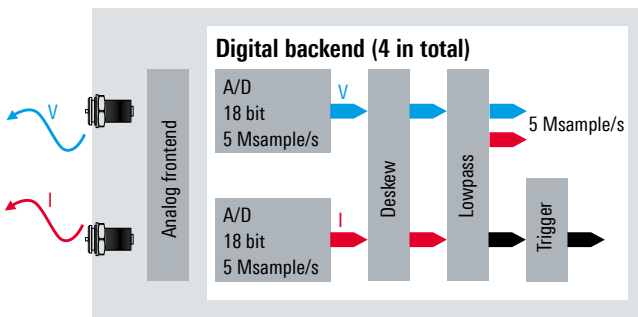 Digital backend (4 in total)
V
Analog frontend
A/D
18 bit
5 Msample/s
V
Deskew
Lowpass
5 Msample/s
I
A/D
18 bit
5 Msample/s
I
Trigger